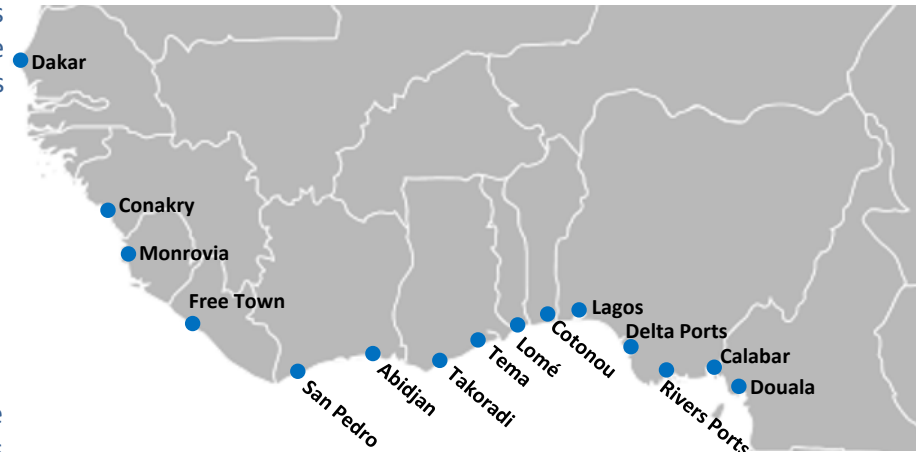 Dakar
Conakry
Monrovia
Free Town
San Pedro
Abidjan
Takoradi
Tema
Lomé
Cotonou
Lagos
Delta Ports
Rivers Ports
Calabar
Douala